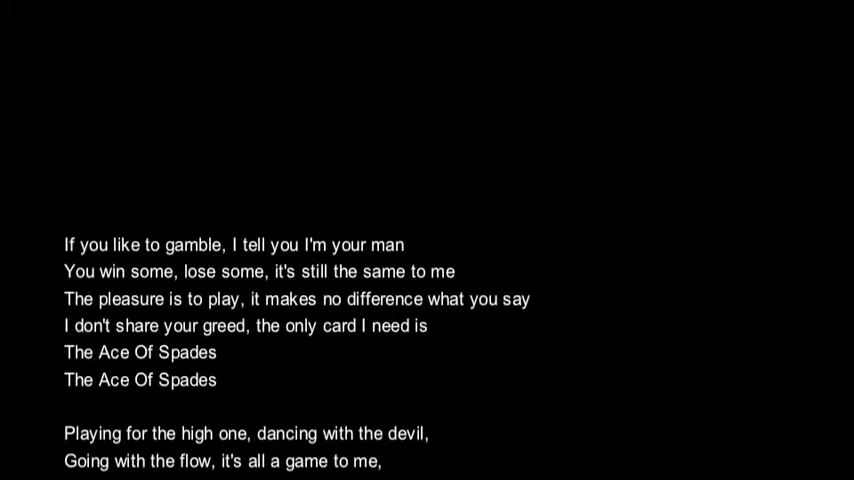 If you like to gamble, I tell you I'm your man
You win some, lose some, it's still the same to me
The pleasure is to play, it makes no difference what you say
I don't share your greed, the only card I need is
The Ace Of Spades
The Ace Of Spades
Playing for the high one, dancing with the devil,
Going with the flow, it's all a game to me,